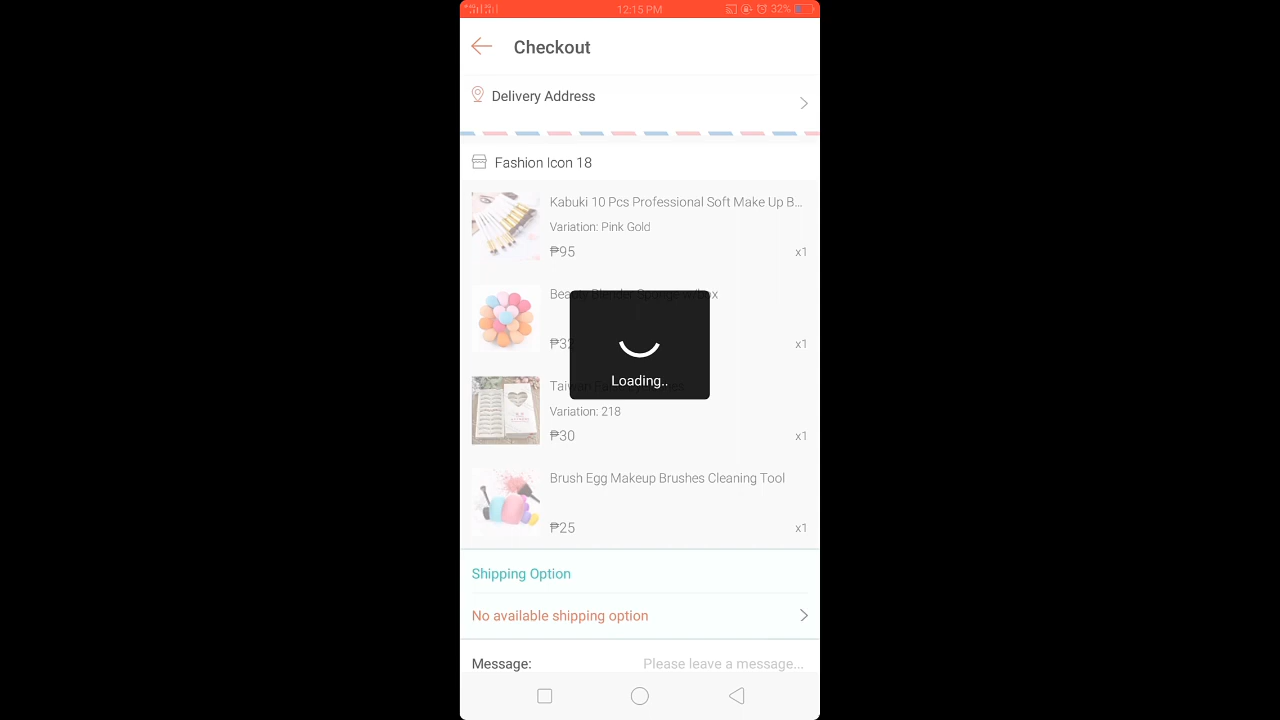 12:15 PM
32%
Checkout
Delivery Address
Fashion Icon 18
Kabuki 10 Pcs Professional Soft Make Up B...
Variation: Pink Gold
₱95
x1
Beauty Blender Sponge w/box
₱32
x1
Loading..
Variation: 218
₱30
x1
Brush Egg Makeup Brushes Cleaning Tool
₱25
x1
Shipping Option
No available shipping option
Message:
Please leave a message...